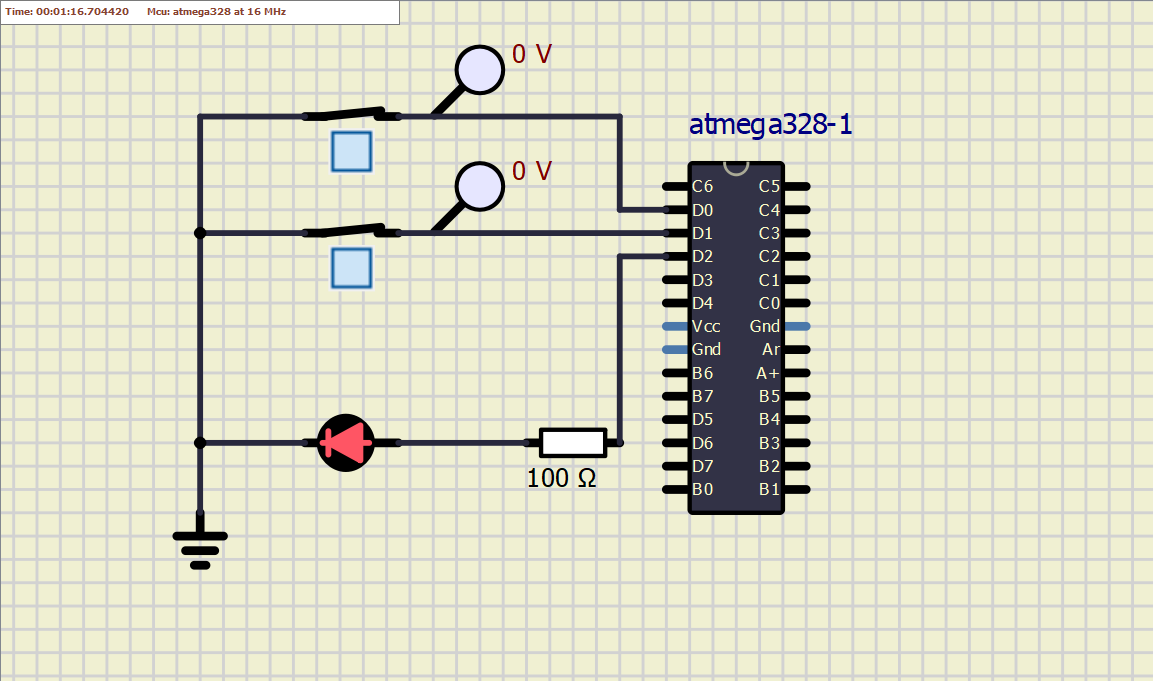 Time: 00:01:16.704420 Mcu: atmega328 at 16 MHz
0 V
atmega328-1
0 V
C6 C5
D0 C4
D1 C3
D2 C2
D3 C1
D4 C0
Vcc Gnd
Gnd Ar
B6 A+
B7 B5
D5 B4
D6 B3
D7 B2
B0 B1
100 Ω